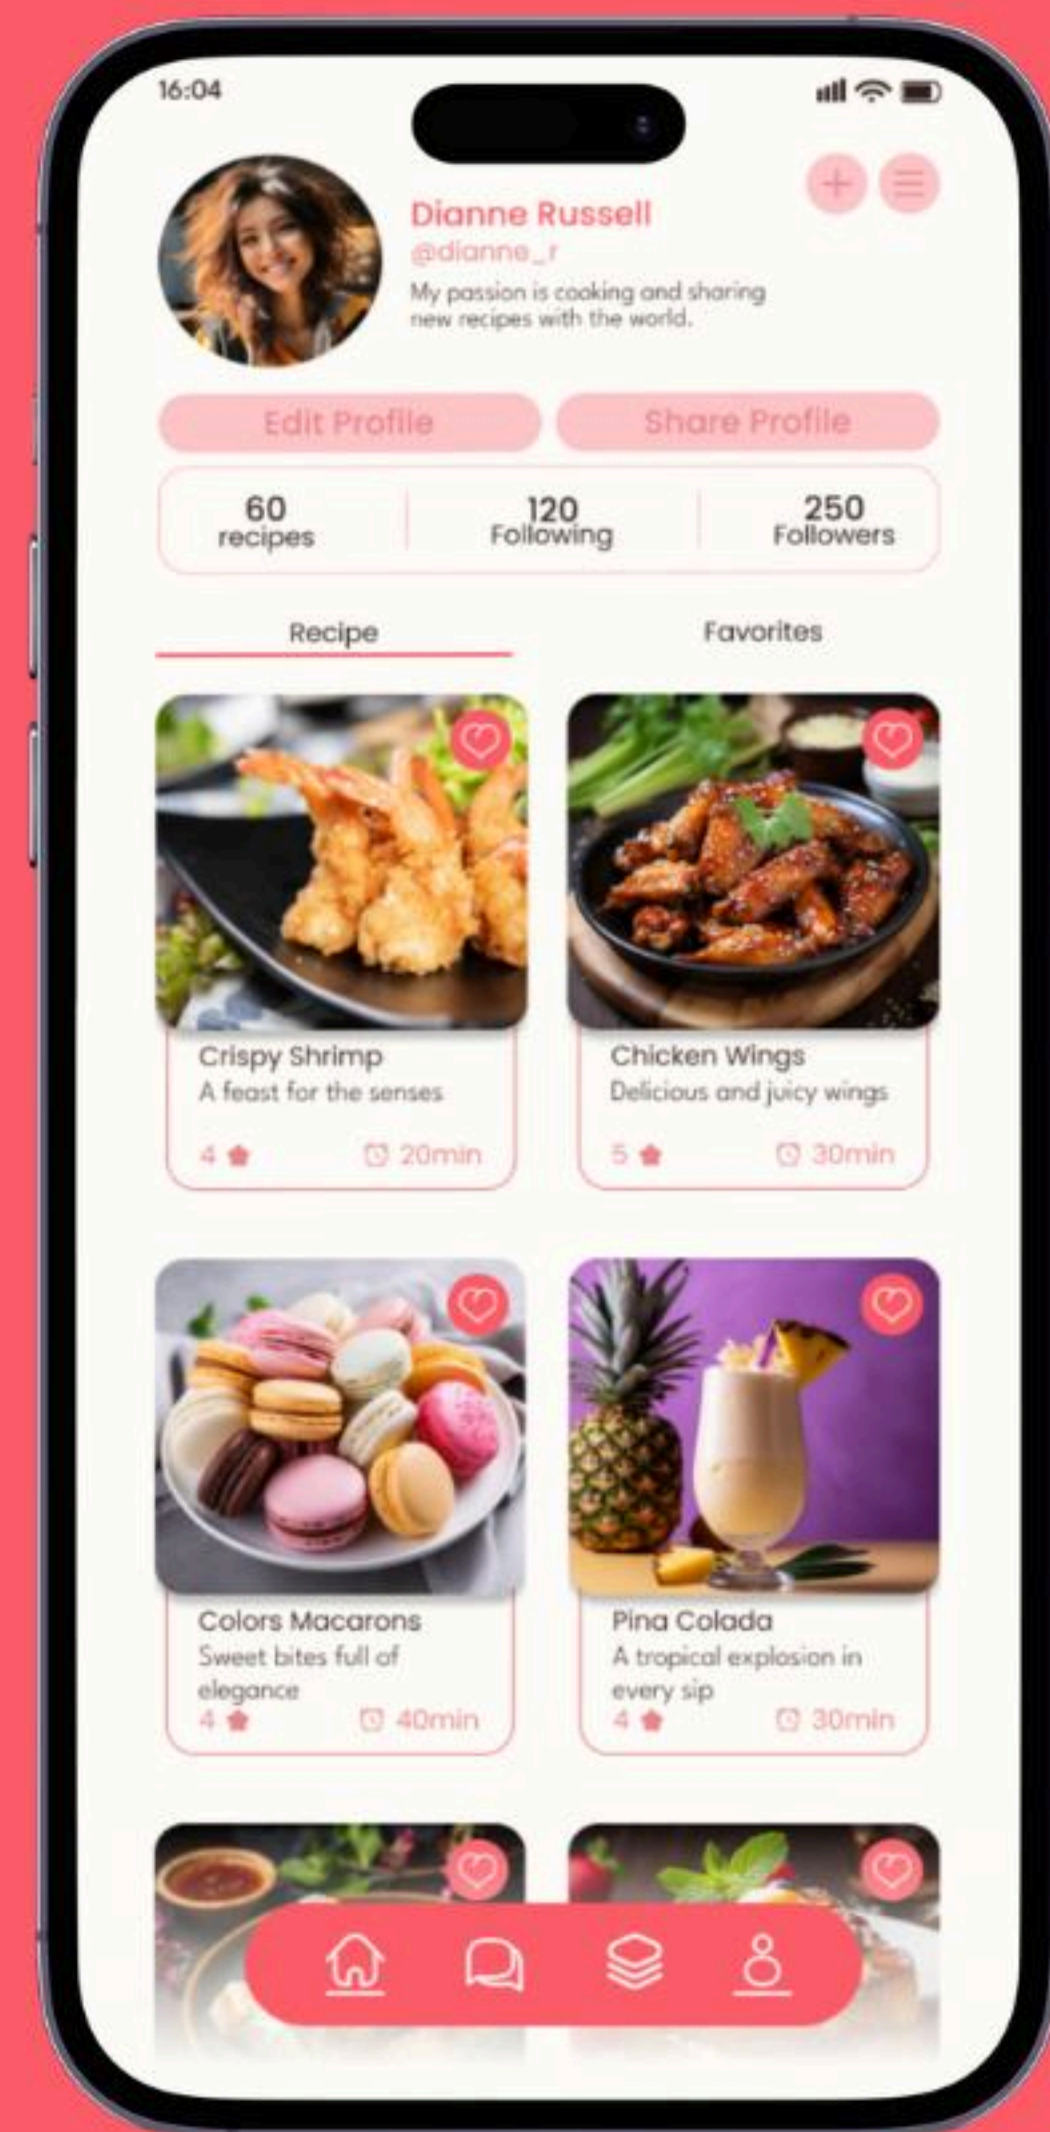 16:04
Dianne Russell
@dianne_r
My passion is cooking and sharing
new recipes with the world.
Edit Profile
Share Profile
60
recipes
120
Following
250
Followers
Recipe
Favorites
Crispy Shrimp
A feast for the senses
4
20min
Chicken Wings
Delicious and juicy wings
5
30min
Colors Macarons
Sweet bites full of
elegance
4
40min
Pina Colada
A tropical explosion in
every sip
4
30min